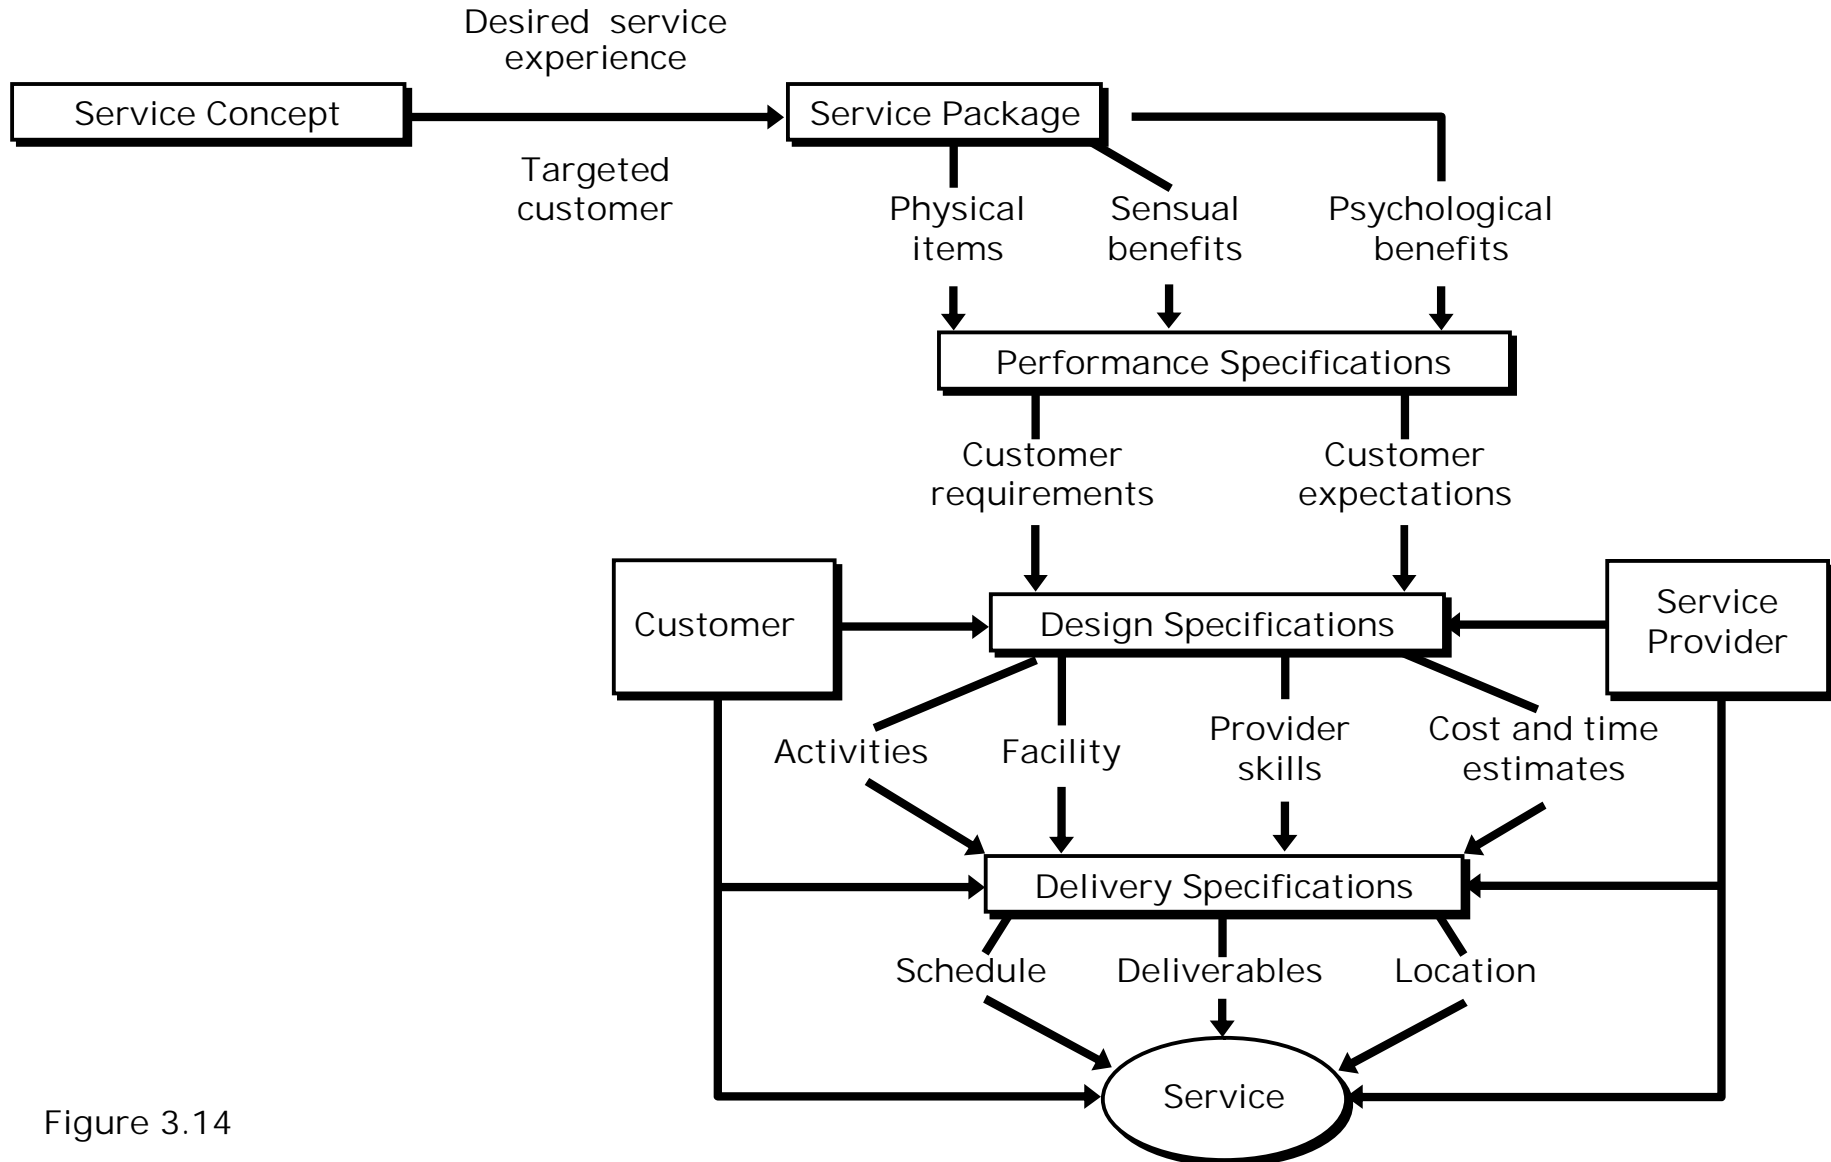 Desired service
experience
Service Concept
Service Package
Targeted
customer
Physical
items
Sensual
benefits
Psychological
benefits
Performance Specifications
Customer
requirements
Customer
expectations
Customer
Design Specifications
Service
Provider
Activities
Facility
Provider
skills
Cost and time
estimates
Delivery Specifications
Schedule
Deliverables
Location
Service
Figure 3.14